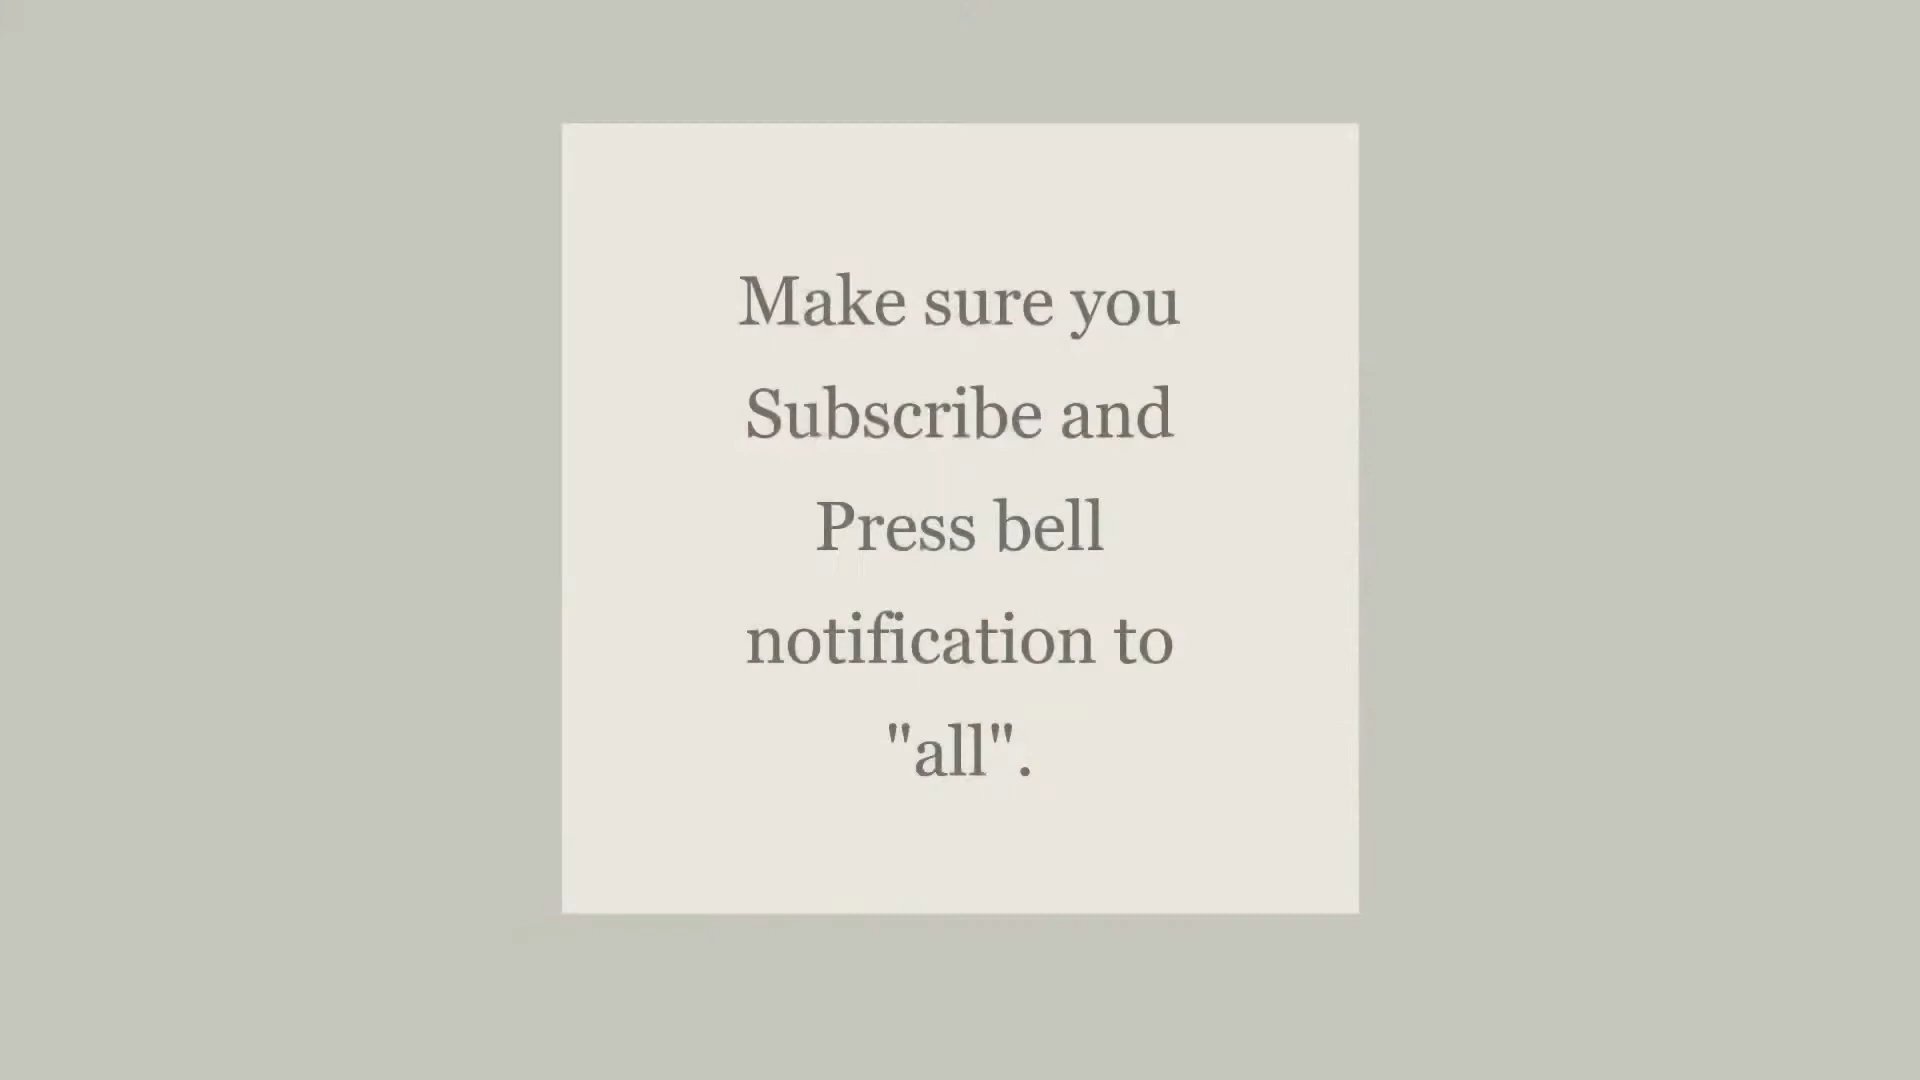 Make sure you
Subscribe and
Press bell
notification to
"all".